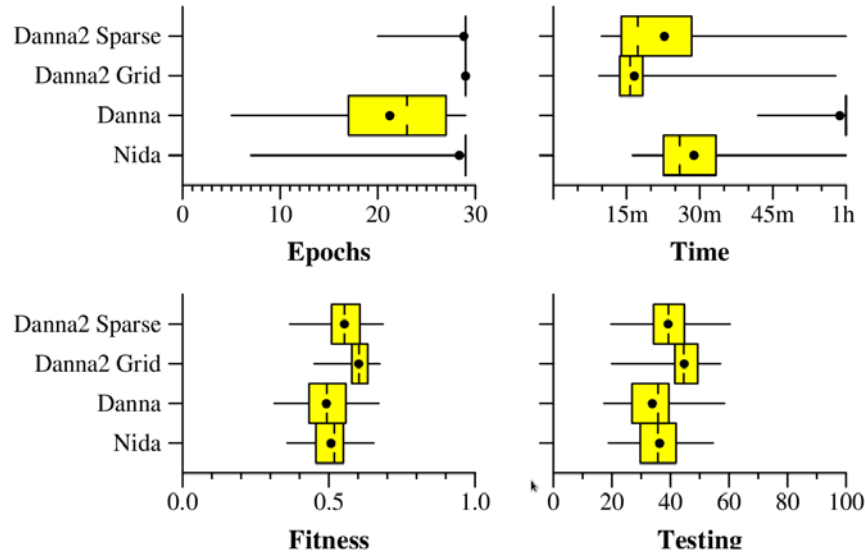 Danna2 Sparse
Danna2 Grid
Danna
Nida
0 10 20 30
Epochs
15m 30m 45m 1h
Time
Danna2 Sparse
Danna2 Grid
Danna
Nida
0.0 0.5 1.0
Fitness
0 20 40 60 80 100
Testing